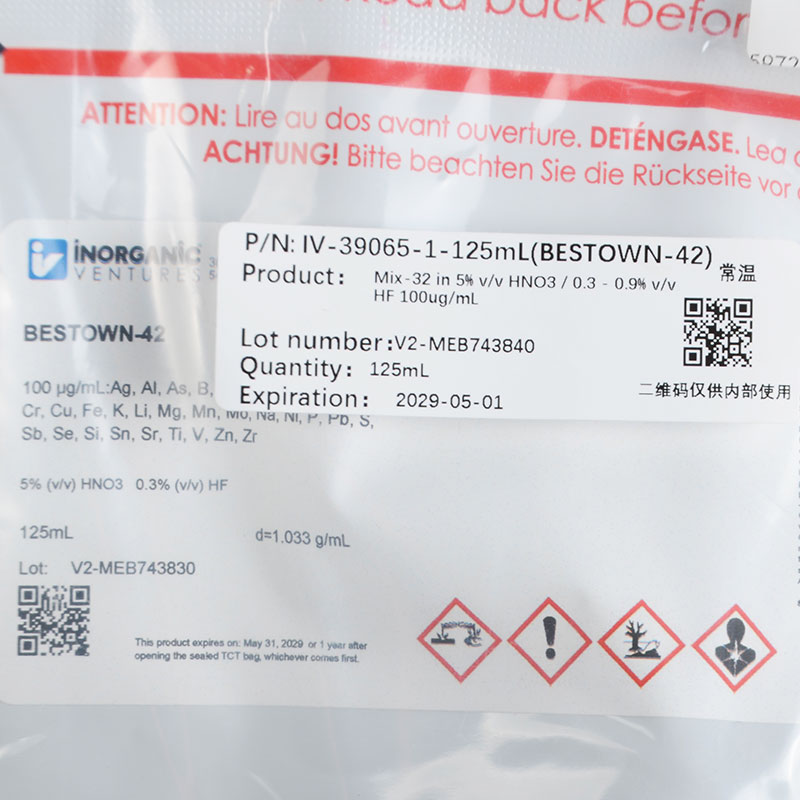 back befor
5972
ATTENTION: Lire au dos avant ouverture. DETÉNGASE. Lea
ACHTUNG! Bitte beachten Sie die Rückseite vor
iv INORGANIC
VENTURES
P/N: IV-39065-1-125mL(BESTOWN-42)
常温
Product: Mix-32 in 5% v/v HNO3 / 0.3 - 0.9% v/v
HF 100ug/mL
Lot number:V2-MEB743840
Quantity: 125mL
Expiration: 2029-05-01
二维码仅供内部使用
BESTOWN-42
100 µg/mL:Ag, Al, As, B,
Cr, Cu, Fe, K, Li, Mg, Mn, Mo, Na, Ni, P, Pb, S,
Sb, Se, Si, Sn, Sr, Ti, V, Zn, Zr
5% (v/v) HNO3 0.3% (v/v) HF
125mL d=1.033 g/mL
Lot: V2-MEB743830
This product expires on: May 31, 2029 or 1 year after
opening the sealed TCT bag, whichever comes first.